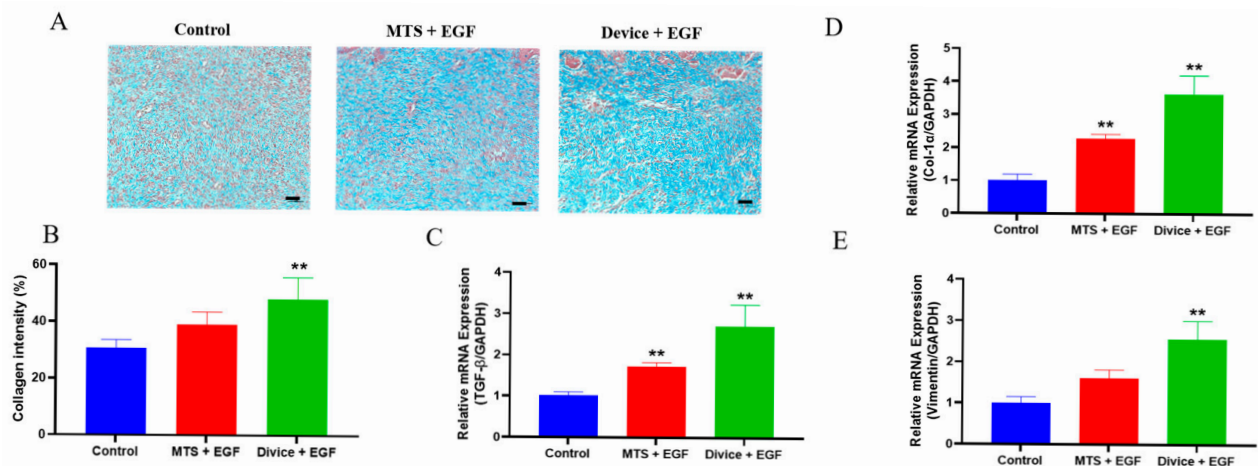 A
Control
MTS + EGF
Device + EGF
B
Collagen intensity (%)
60
40
20
0
Control
MTS + EGF
Divice + EGF
C
Relative mRNA Expression
(TGF-β/GAPDH)
4
3
2
1
0
**
**
Control
MTS + EGF
Divice + EGF
**
D
Relative mRNA Expression
(Col-1α/GAPDH)
5
4
3
2
1
0
**
**
Control
MTS + EGF
Divice + EGF
E
Relative mRNA Expression
(Vimentin/GAPDH)
4
3
2
1
0
**
Control
MTS + EGF
Divice + EGF